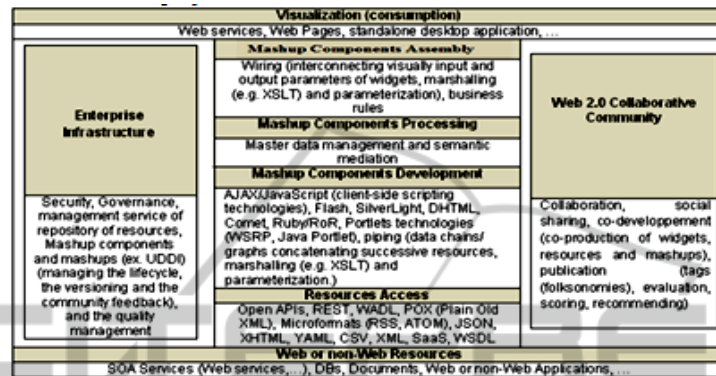 Visualization (consumption)
Web services, Web Pages, standalone desktop application, ...
Enterprise
Infrastructure
Security, Governance,
management service of
repository of resources,
Mashup components
and mashups (ex. UDDI)
(managing the lifecycle,
the versioning and the
community feedback),
and the quality
management
Mashup Components Assembly
Wiring (interconnecting visually input and
output parameters of widgets, marshalling
(e.g. XSLT) and parameterization), business
rules
Mashup Components Processing
Master data management and semantic
mediation
Mashup Components Development
AJAX/JavaScript (client-side scripting
technologies), Flash, SilverLight, DHTML,
Comet, Ruby/RoR, Portlets technologies
(WSRP, Java Portlet), piping (data chains/
graphs concatenating successive resources,
marshalling (e.g. XSLT) and
parameterization.)
Resources Access
Open APIs, REST, WADL, POX (Plain Old
XML), Microformats (RSS, ATOM), JSON,
XHTML, YAML, CSV, XML, SaaS, WSDL
Web 2.0 Collaborative
Community
Collaboration, social
sharing, co-developpement
(co-production of widgets,
resources and mashups),
publication (tags
(folksonomies), evaluation,
scoring, recommending)
Web or non-Web Resources
SOA Services (Web services,...), DBs, Documents, Web or non-Web Applications, ...